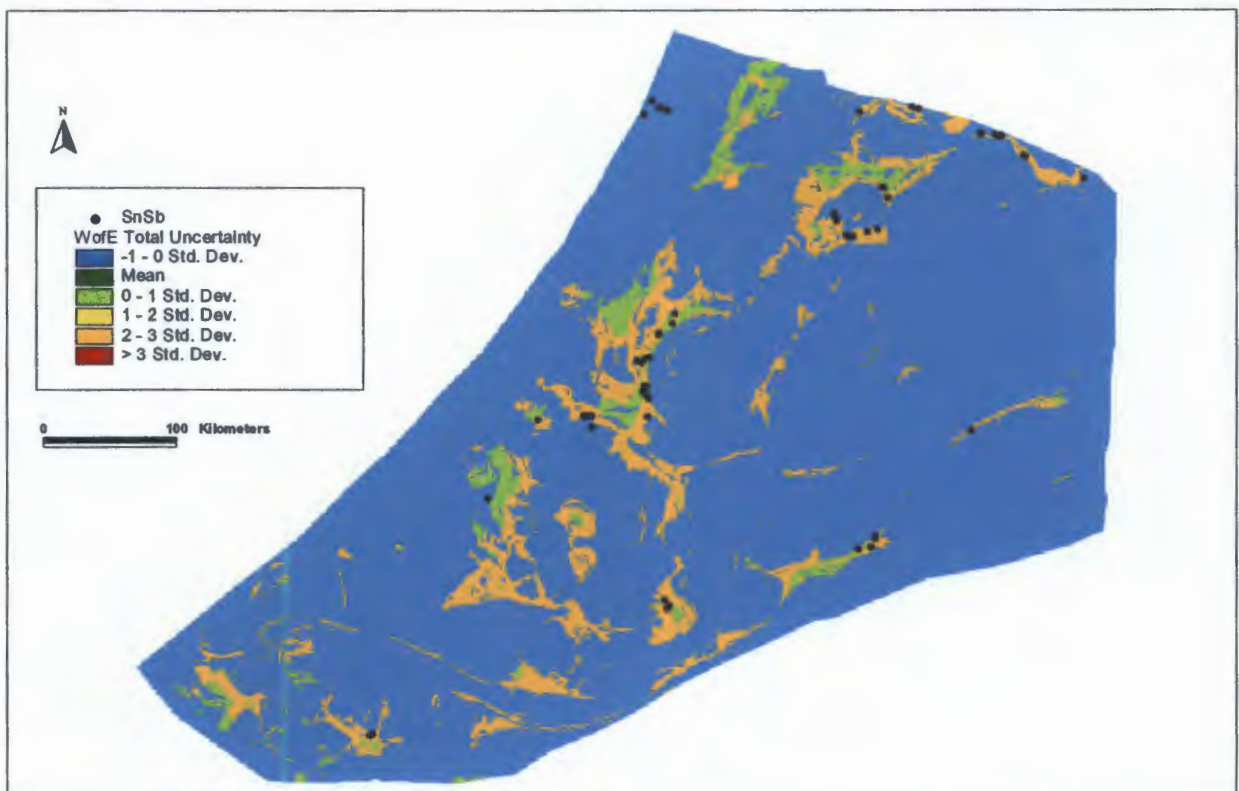 N
SnSb
WofE Total Uncertainty
-1 - 0 Std. Dev.
Mean
0 - 1 Std. Dev.
1 - 2 Std. Dev.
2 - 3 Std. Dev.
> 3 Std. Dev.
0 100 Kilometers